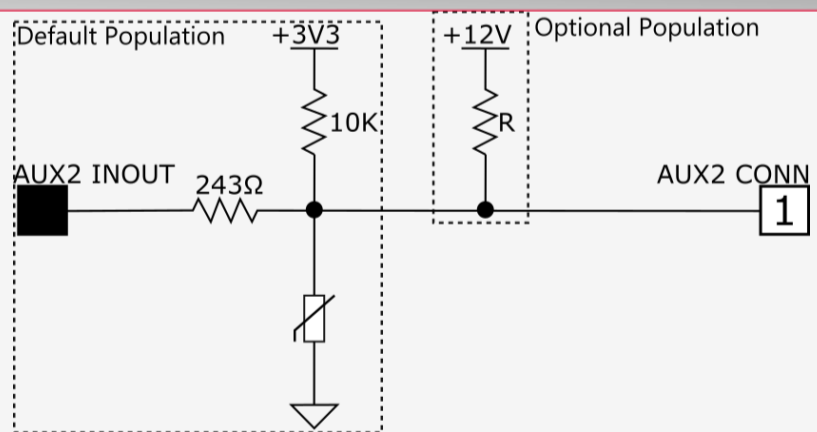 Default Population
+3V3
+12V
Optional Population
10K
R
AUX2 INOUT
243Ω
AUX2 CONN
1